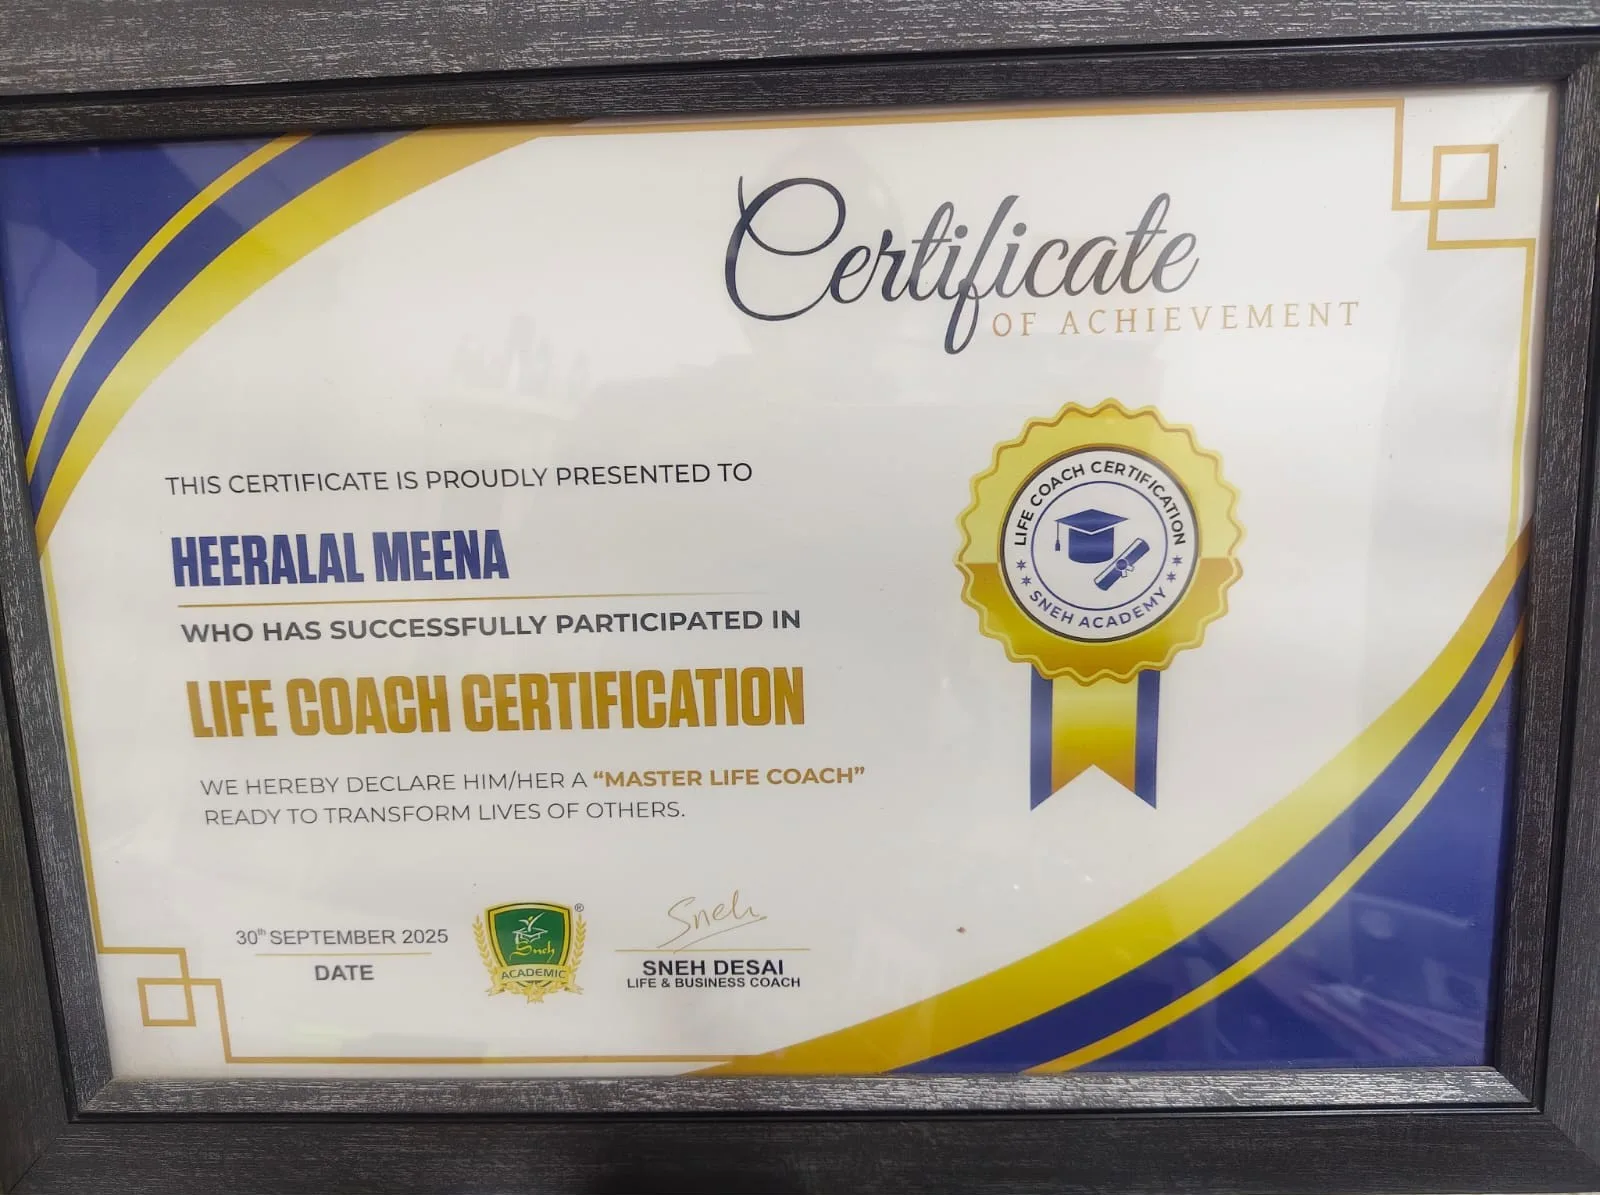 Certificate
OF ACHIEVEMENT
THIS CERTIFICATE IS PROUDLY PRESENTED TO
HEERALAL MEENA
WHO HAS SUCCESSFULLY PARTICIPATED IN
LIFE COACH CERTIFICATION
WE HEREBY DECLARE HIM/HER A “MASTER LIFE COACH”
READY TO TRANSFORM LIVES OF OTHERS.
LIFE COACH CERTIFICATION
SNEH ACADEMY
30th SEPTEMBER 2025
DATE
®
Sneh
ACADEMIC
Sneh
SNEH DESAI
LIFE & BUSINESS COACH